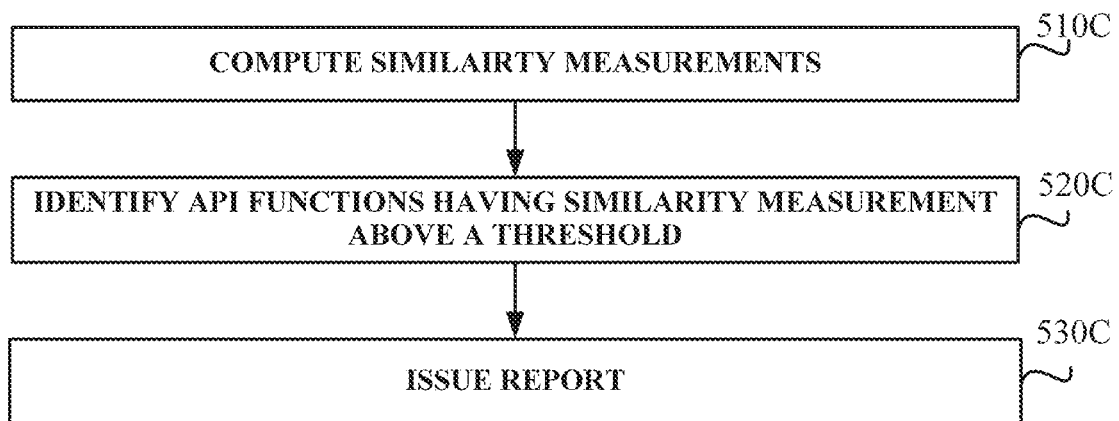 510C
COMPUTE SIMILAIRTY MEASUREMENTS
520C
IDENTIFY API FUNCTIONS HAVING SIMILARITY MEASUREMENT
ABOVE A THRESHOLD
530C
ISSUE REPORT